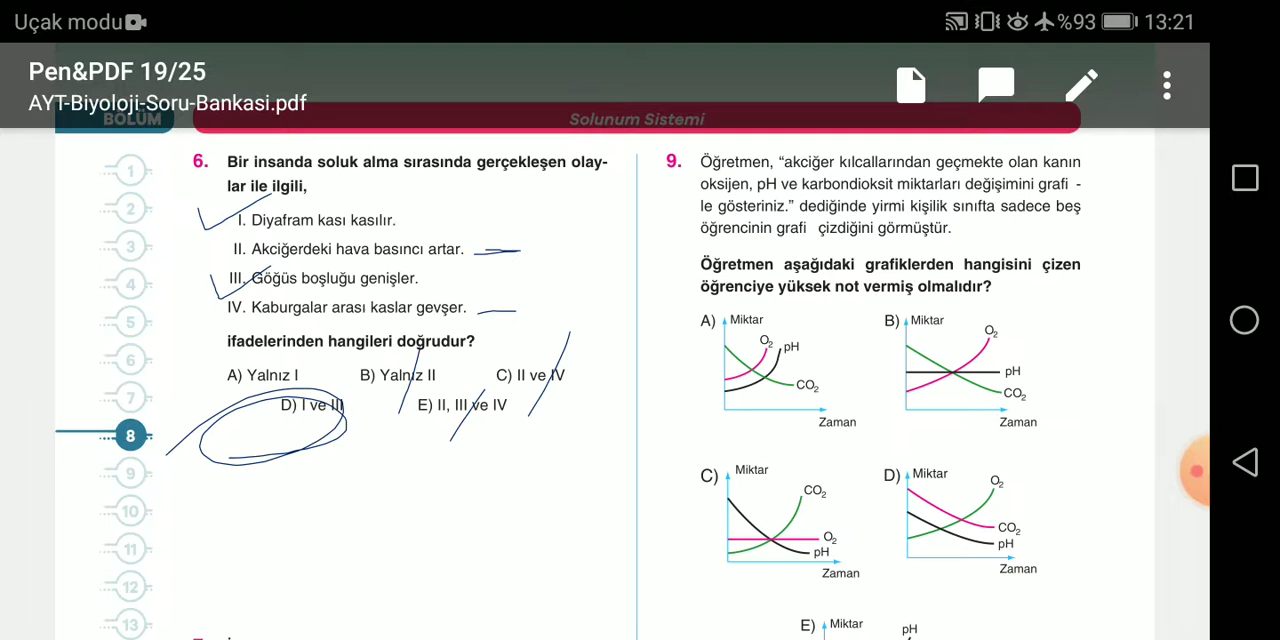 Uçak modu
%93 13:21
Pen&PDF 19/25
AYT-Biyoloji-Soru-Bankasi.pdf
BÖLÜM
Solunum Sistemi
1
2
3
4
5
6
7
8
9
10
11
12
13
6. Bir insanda soluk alma sırasında gerçekleşen olay-
lar ile ilgili,
I. Diyafram kası kasılır.
II. Akciğerdeki hava basıncı artar.
III. Göğüs boşluğu genişler.
IV. Kaburgalar arası kaslar gevşer.
ifadelerinden hangileri doğrudur?
A) Yalnız I B) Yalnız II C) II ve IV
D) I ve III E) II, III ve IV
9. Öğretmen, “akciğer kılcallarından geçmekte olan kanın
oksijen, pH ve karbondioksit miktarları değişimini grafi -
le gösteriniz.” dediğinde yirmi kişilik sınıfta sadece beş
öğrencinin grafi çizdiğini görmüştür.
Öğretmen aşağıdaki grafiklerden hangisini çizen
öğrenciye yüksek not vermiş olmalıdır?
A) Miktar
O2
pH
CO2
Zaman
B) Miktar
O2
pH
CO2
Zaman
C) Miktar
CO2
O2
pH
Zaman
D) Miktar
O2
CO2
pH
Zaman
E) Miktar
pH